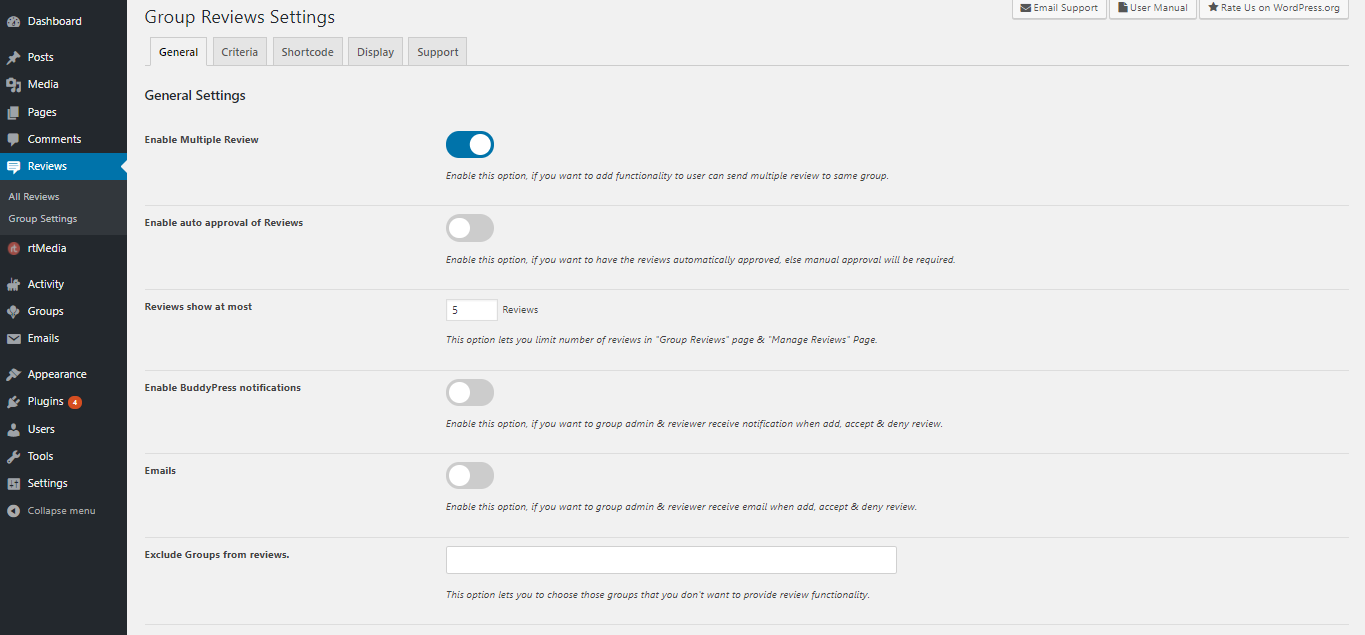 Dashboard
Posts
Media
Pages
Comments
Reviews
All Reviews
Group Settings
rt rtMedia
Activity
Groups
Emails
Appearance
Plugins 4
Users
Tools
Settings
Collapse menu
Group Reviews Settings
Email Support User Manual Rate Us on WordPress.org
General Criteria Shortcode Display Support
General Settings
Enable Multiple Review
Enable this option, if you want to add functionality to user can send multiple review to same group.
Enable auto approval of Reviews
Enable this option, if you want to have the reviews automatically approved, else manual approval will be required.
Reviews show at most
5 Reviews
This option lets you limit number of reviews in "Group Reviews" page & "Manage Reviews" Page.
Enable BuddyPress notifications
Enable this option, if you want to group admin & reviewer receive notification when add, accept & deny review.
Emails
Enable this option, if you want to group admin & reviewer receive email when add, accept & deny review.
Exclude Groups from reviews.
This option lets you to choose those groups that you don't want to provide review functionality.